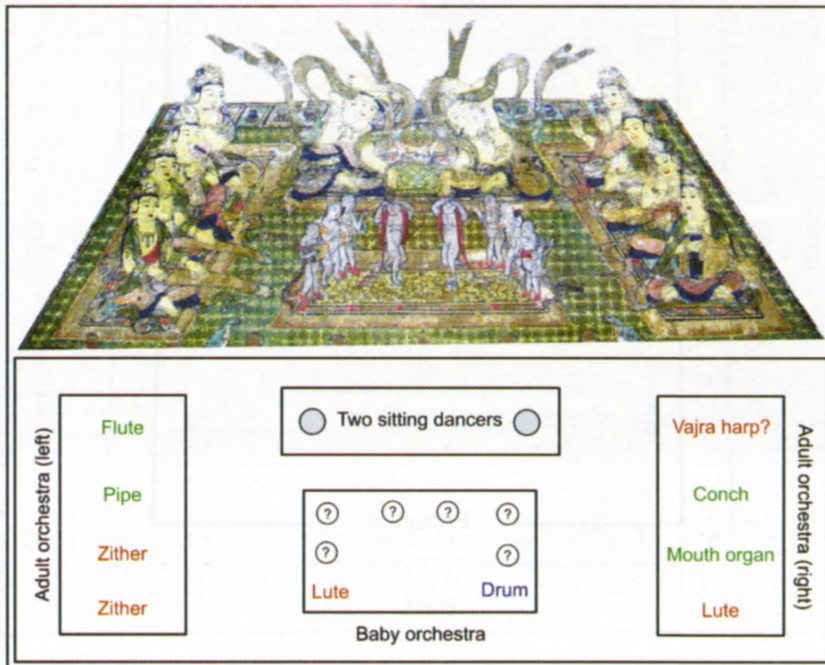 Adult orchestra (left)
Flute
Pipe
Zither
Zither
Two sitting dancers
?
?
?
?
?
?
Lute
Drum
Baby orchestra
Vajra harp?
Conch
Mouth organ
Lute
Adult orchestra (right)